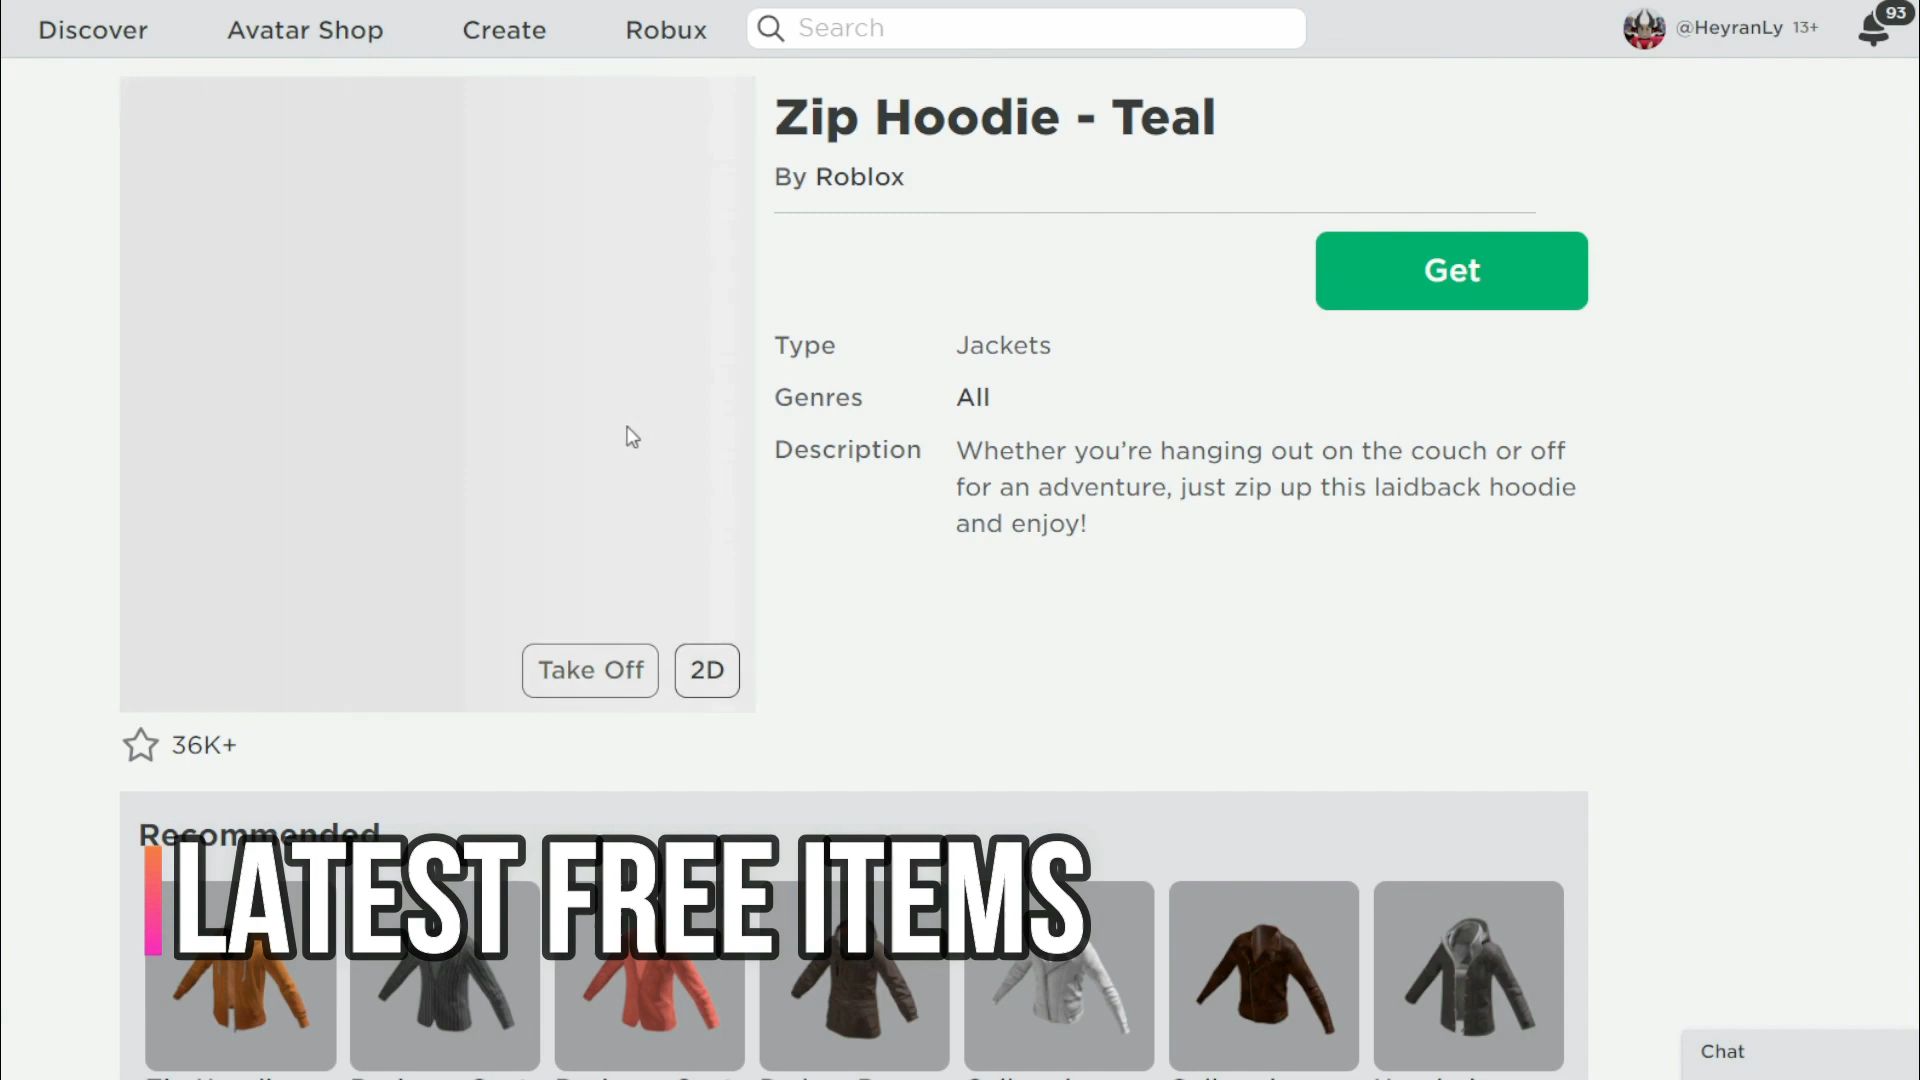 Discover Avatar Shop Create Robux Search @HeyranLy 13+ 93
Zip Hoodie - Teal
By Roblox
Get
Type Jackets
Genres All
Description Whether you’re hanging out on the couch or off
for an adventure, just zip up this laidback hoodie
and enjoy!
Take Off 2D
36K+
Recommended
LATEST FREE ITEMS
Chat